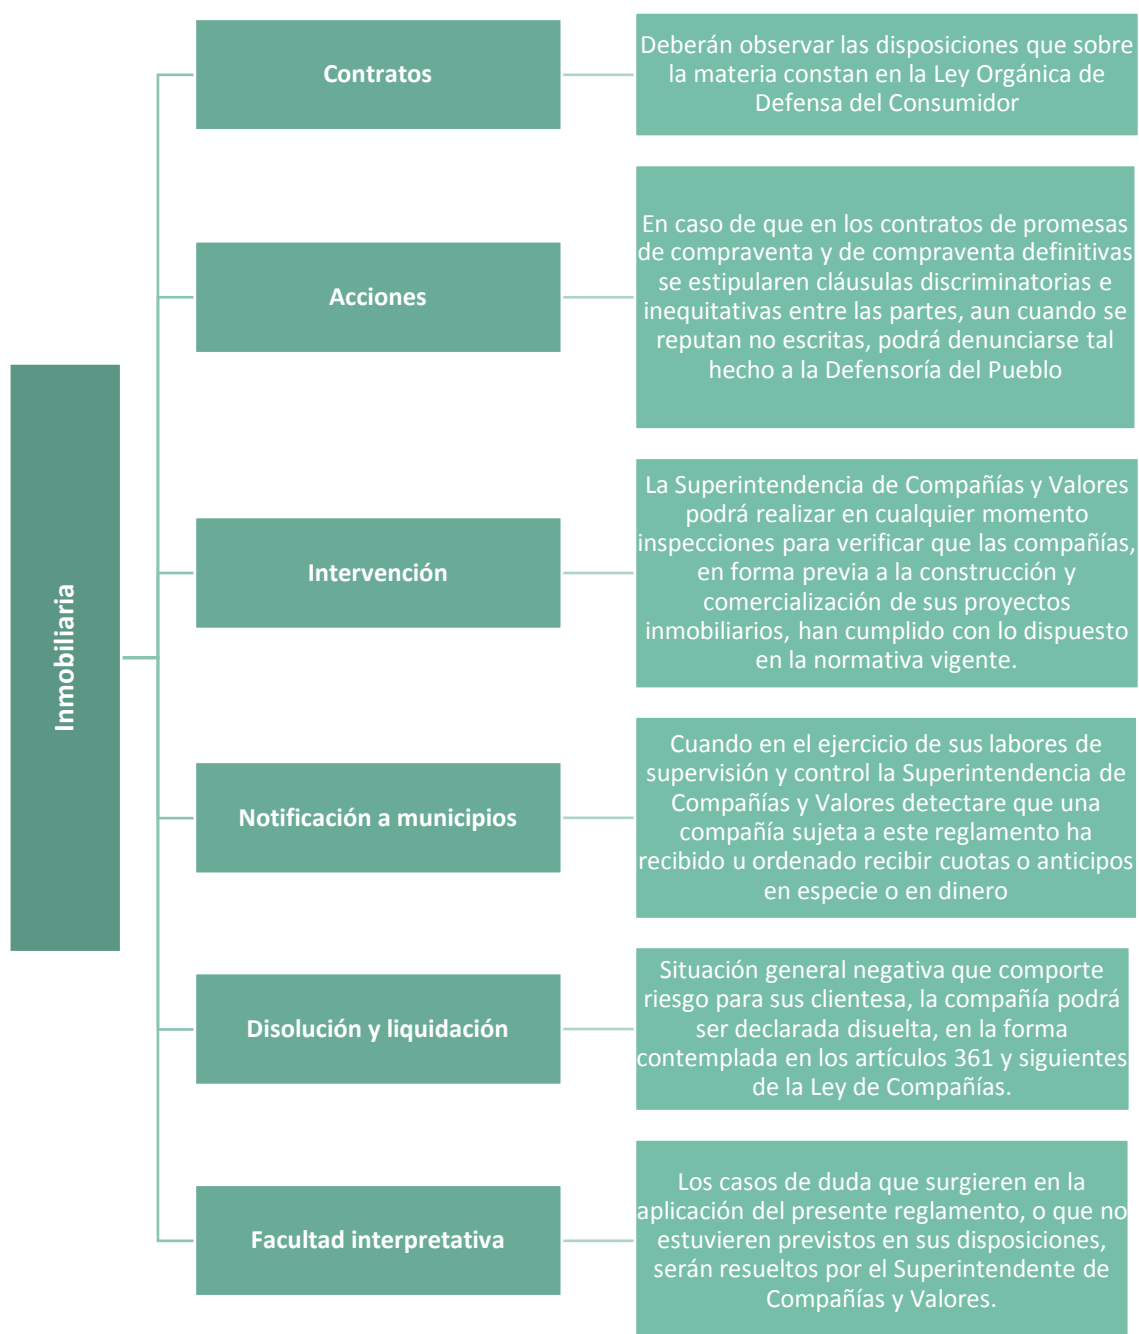 Inmobiliaria
Contratos
Deberán observar las disposiciones que sobre
la materia constan en la Ley Orgánica de
Defensa del Consumidor
Acciones
En caso de que en los contratos de promesas
de compraventa y de compraventa definitivas
se estipularen cláusulas discriminatorias e
inequitativas entre las partes, aun cuando se
reputan no escritas, podrá denunciarse tal
hecho a la Defensoría del Pueblo
Intervención
La Superintendencia de Compañías y Valores
podrá realizar en cualquier momento
inspecciones para verificar que las compañías,
en forma previa a la construcción y
comercialización de sus proyectos
inmobiliarios, han cumplido con lo dispuesto
en la normativa vigente.
Notificación a municipios
Cuando en el ejercicio de sus labores de
supervisión y control la Superintendencia de
Compañías y Valores detectare que una
compañía sujeta a este reglamento ha
recibido u ordenado recibir cuotas o anticipos
en especie o en dinero
Disolución y liquidación
Situación general negativa que comporte
riesgo para sus clientesa, la compañía podrá
ser declarada disuelta, en la forma
contemplada en los artículos 361 y siguientes
de la Ley de Compañías.
Facultad interpretativa
Los casos de duda que surgieren en la
aplicación del presente reglamento, o que no
estuvieren previstos en sus disposiciones,
serán resueltos por el Superintendente de
Compañías y Valores.